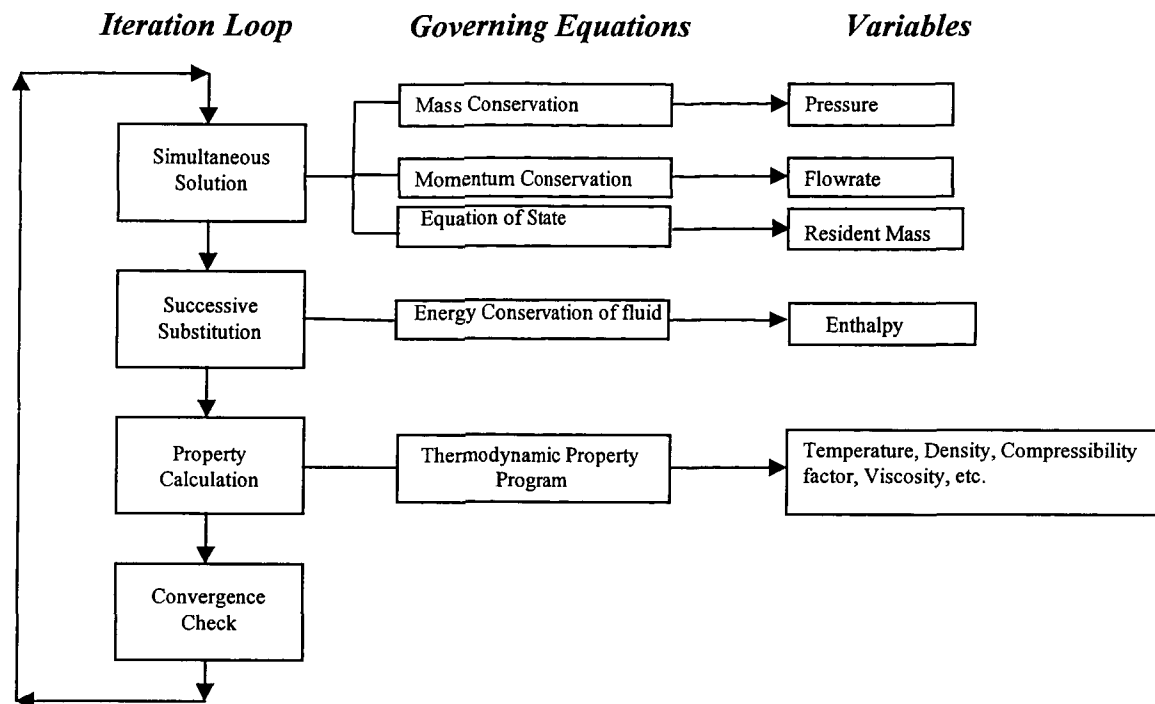 Iteration Loop
Governing Equations
Variables
Simultaneous
Solution
Mass Conservation
Pressure
Momentum Conservation
Flowrate
Equation of State
Resident Mass
Successive
Substitution
Energy Conservation of fluid
Enthalpy
Property
Calculation
Thermodynamic Property
Program
Temperature, Density, Compressibility
factor, Viscosity, etc.
Convergence
Check